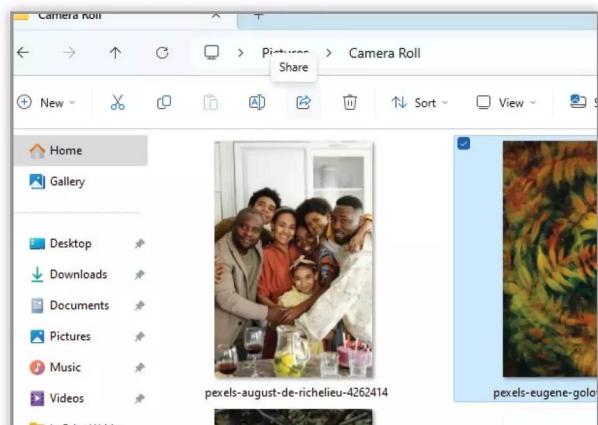 Camera Roll
Pictures > Camera Roll
Share
New
Sort
View
Home
Gallery
Desktop
Downloads
Documents
Pictures
Music
Videos
pexels-august-de-richelieu-4262414
pexels-eugene-golo